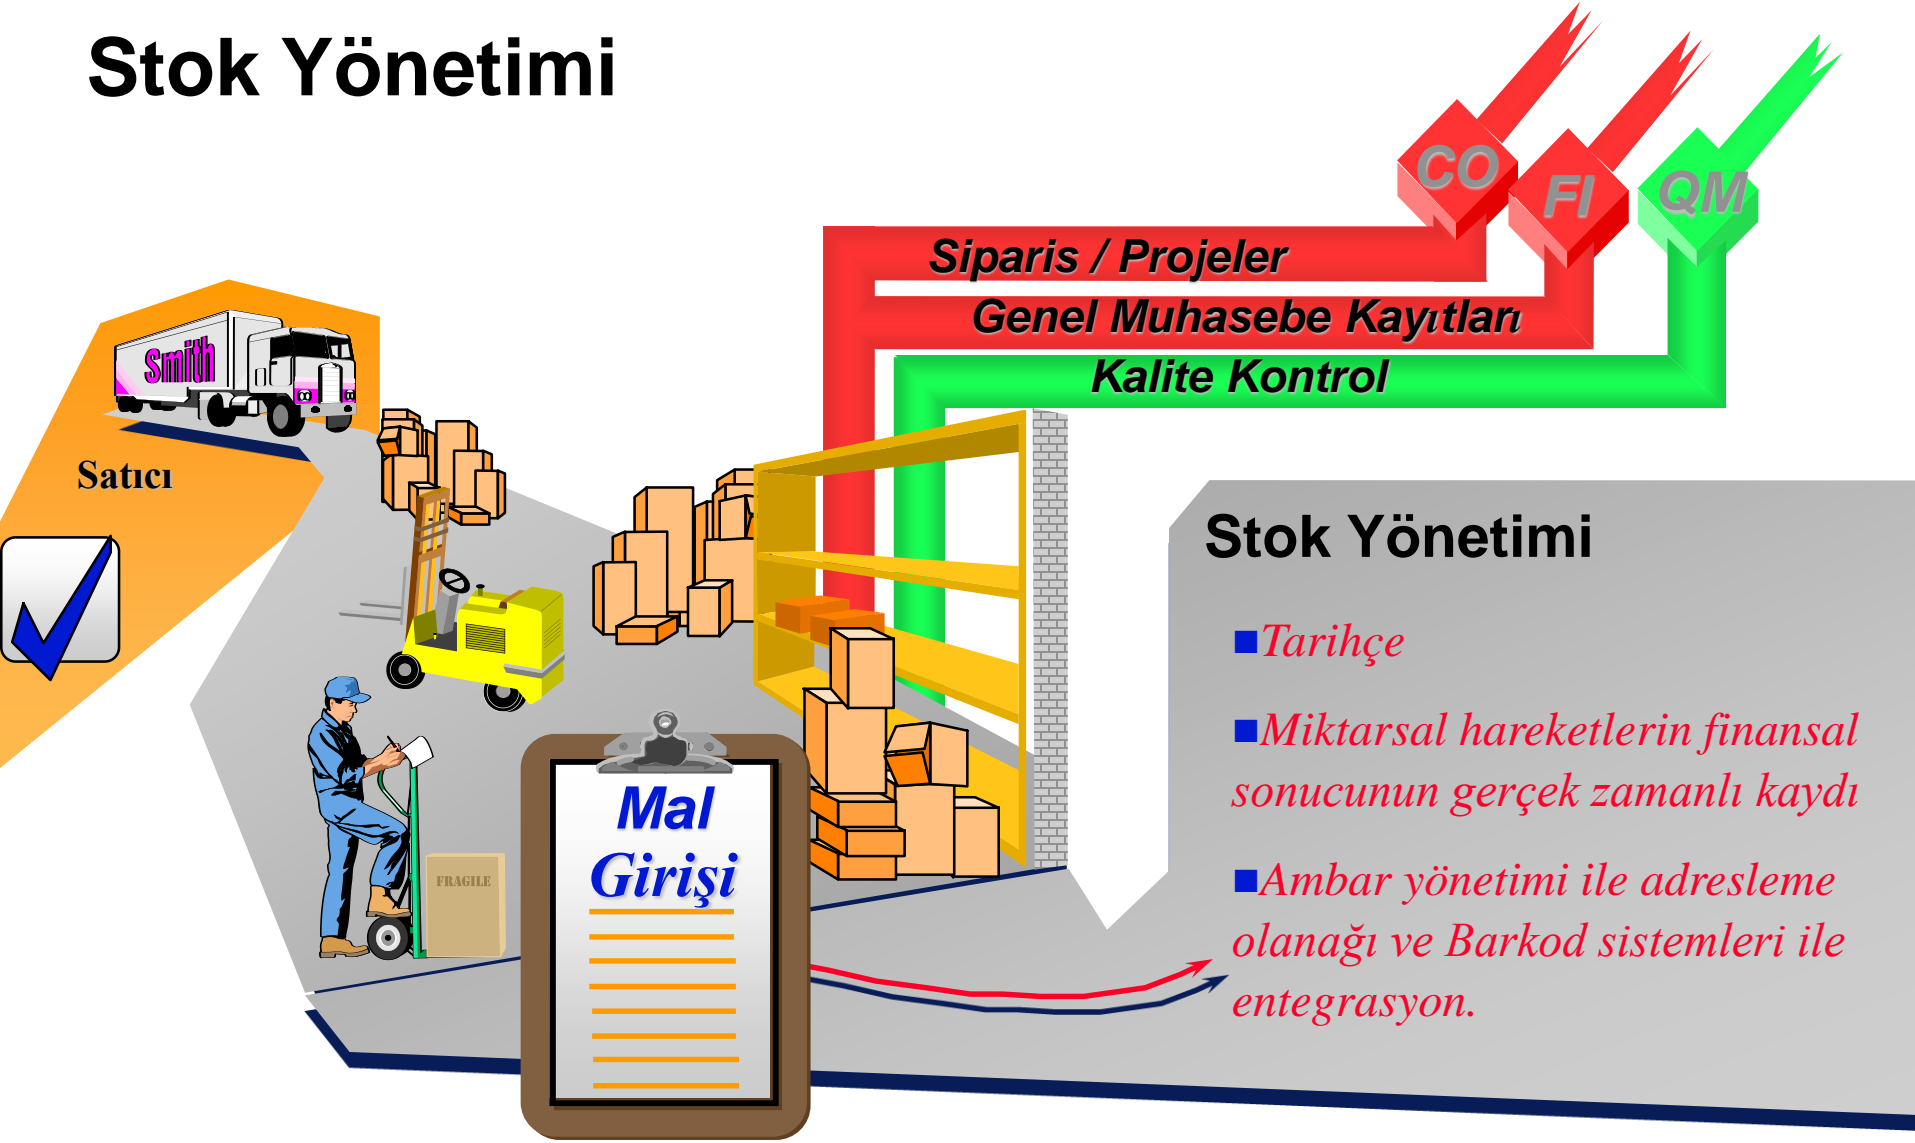 Stok Yönetimi
CO
FI
QM
Siparis / Projeler
Genel Muhasebe Kayıtları
Kalite Kontrol
Smith
Satıcı
Stok Yönetimi
■Tarihçe
■Miktarsal hareketlerin finansal
sonucunun gerçek zamanlı kaydı
■Ambar yönetimi ile adresleme
olanağı ve Barkod sistemleri ile
entegrasyon.
Mal
Girişi
FRAGILE